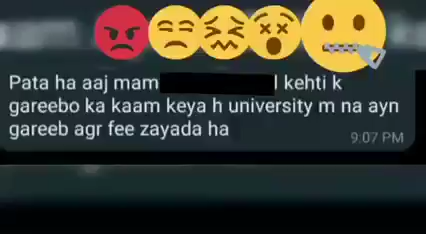 Pata ha aaj mam l kehti k
gareebo ka kaam keya h university m na ayn
gareeb agr fee zayada ha
9:07 PM